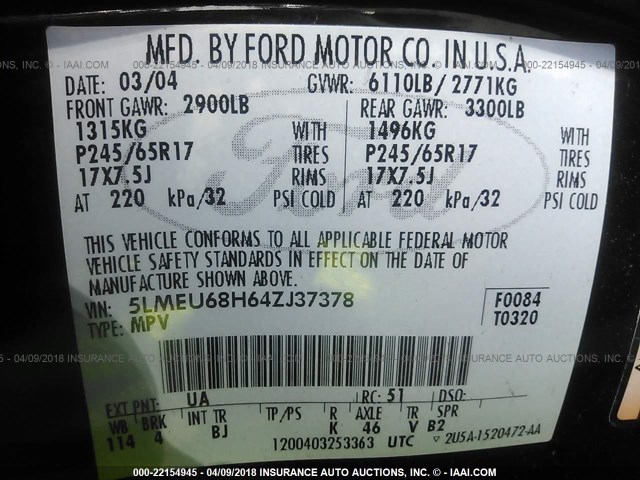 MFD. BY FORD MOTOR CO. IN U.S.A.
DATE: 03/04 GVWR: 6110LB/ 2771KG
FRONT GAWR: 2900LB REAR GAWR: 3300LB
1315KG WITH 1496KG WITH
P245/65R17 TIRES P245/65R17 TIRES
17X7.5J RIMS 17X7.5J RIMS
AT 220 kPa/32 PSI COLD AT 220 kPa/32 PSI COLD
Ford
THIS VEHICLE CONFORMS TO ALL APPLICABLE FEDERAL MOTOR
VEHICLE SAFETY STANDARDS IN EFFECT ON THE DATE OF
MANUFACTURE SHOWN ABOVE.
VIN: 5LMEU68H64ZJ37378 F0084
TYPE: MPV T0320
EXT PNT: UA RC: 51 DSO:
WB BRK INT TR TP/PS R AXLE TR SPR
114 4 BJ K 46 V B2
1200403253363 UTC 2U5A-1520472-AA
000-22154945 - 04/09/2018 INSURANCE AUTO AUCTIONS, INC. - © IAAI.COM